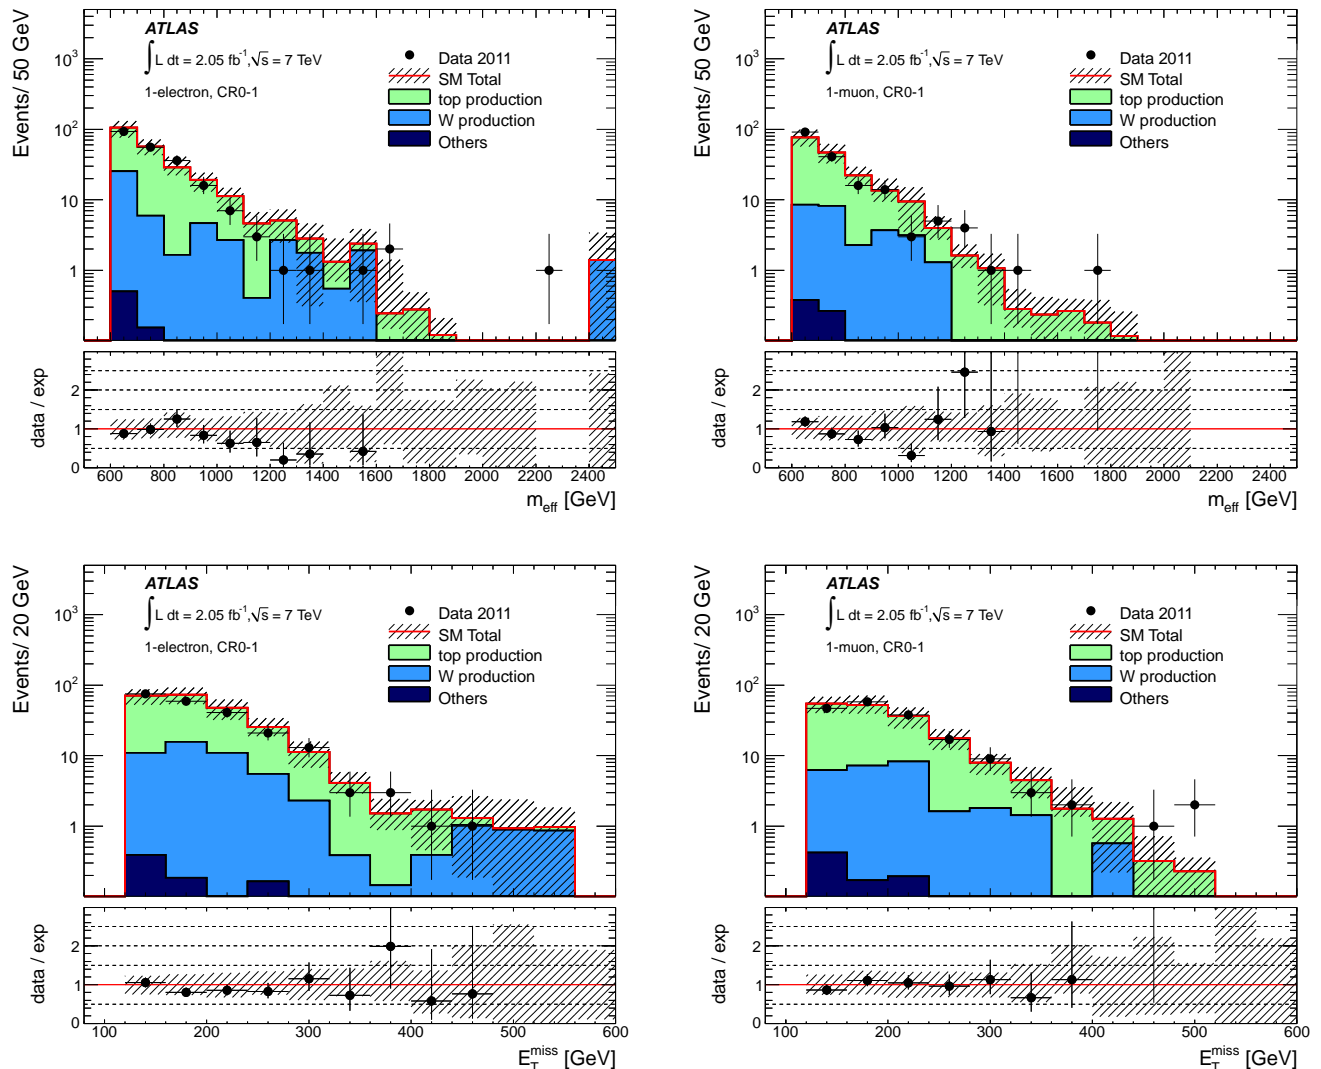 Events/ 50 GeV
10³
10²
10
1
ATLAS
∫ L dt = 2.05 fb⁻¹, √s = 7 TeV
1-electron, CR0-1
Data 2011
SM Total
top production
W production
Others
data / exp
2
1
0
600 800 1000 1200 1400 1600 1800 2000 2200 2400
m_eff [GeV]
Events/ 50 GeV
10³
10²
10
1
ATLAS
∫ L dt = 2.05 fb⁻¹, √s = 7 TeV
1-muon, CR0-1
Data 2011
SM Total
top production
W production
Others
data / exp
2
1
0
600 800 1000 1200 1400 1600 1800 2000 2200 2400
m_eff [GeV]
Events/ 20 GeV
10³
10²
10
1
ATLAS
∫ L dt = 2.05 fb⁻¹, √s = 7 TeV
1-electron, CR0-1
Data 2011
SM Total
top production
W production
Others
data / exp
2
1
0
100 200 300 400 500 600
E_T^miss [GeV]
Events/ 20 GeV
10³
10²
10
1
ATLAS
∫ L dt = 2.05 fb⁻¹, √s = 7 TeV
1-muon, CR0-1
Data 2011
SM Total
top production
W production
Others
data / exp
2
1
0
100 200 300 400 500 600
E_T^miss [GeV]